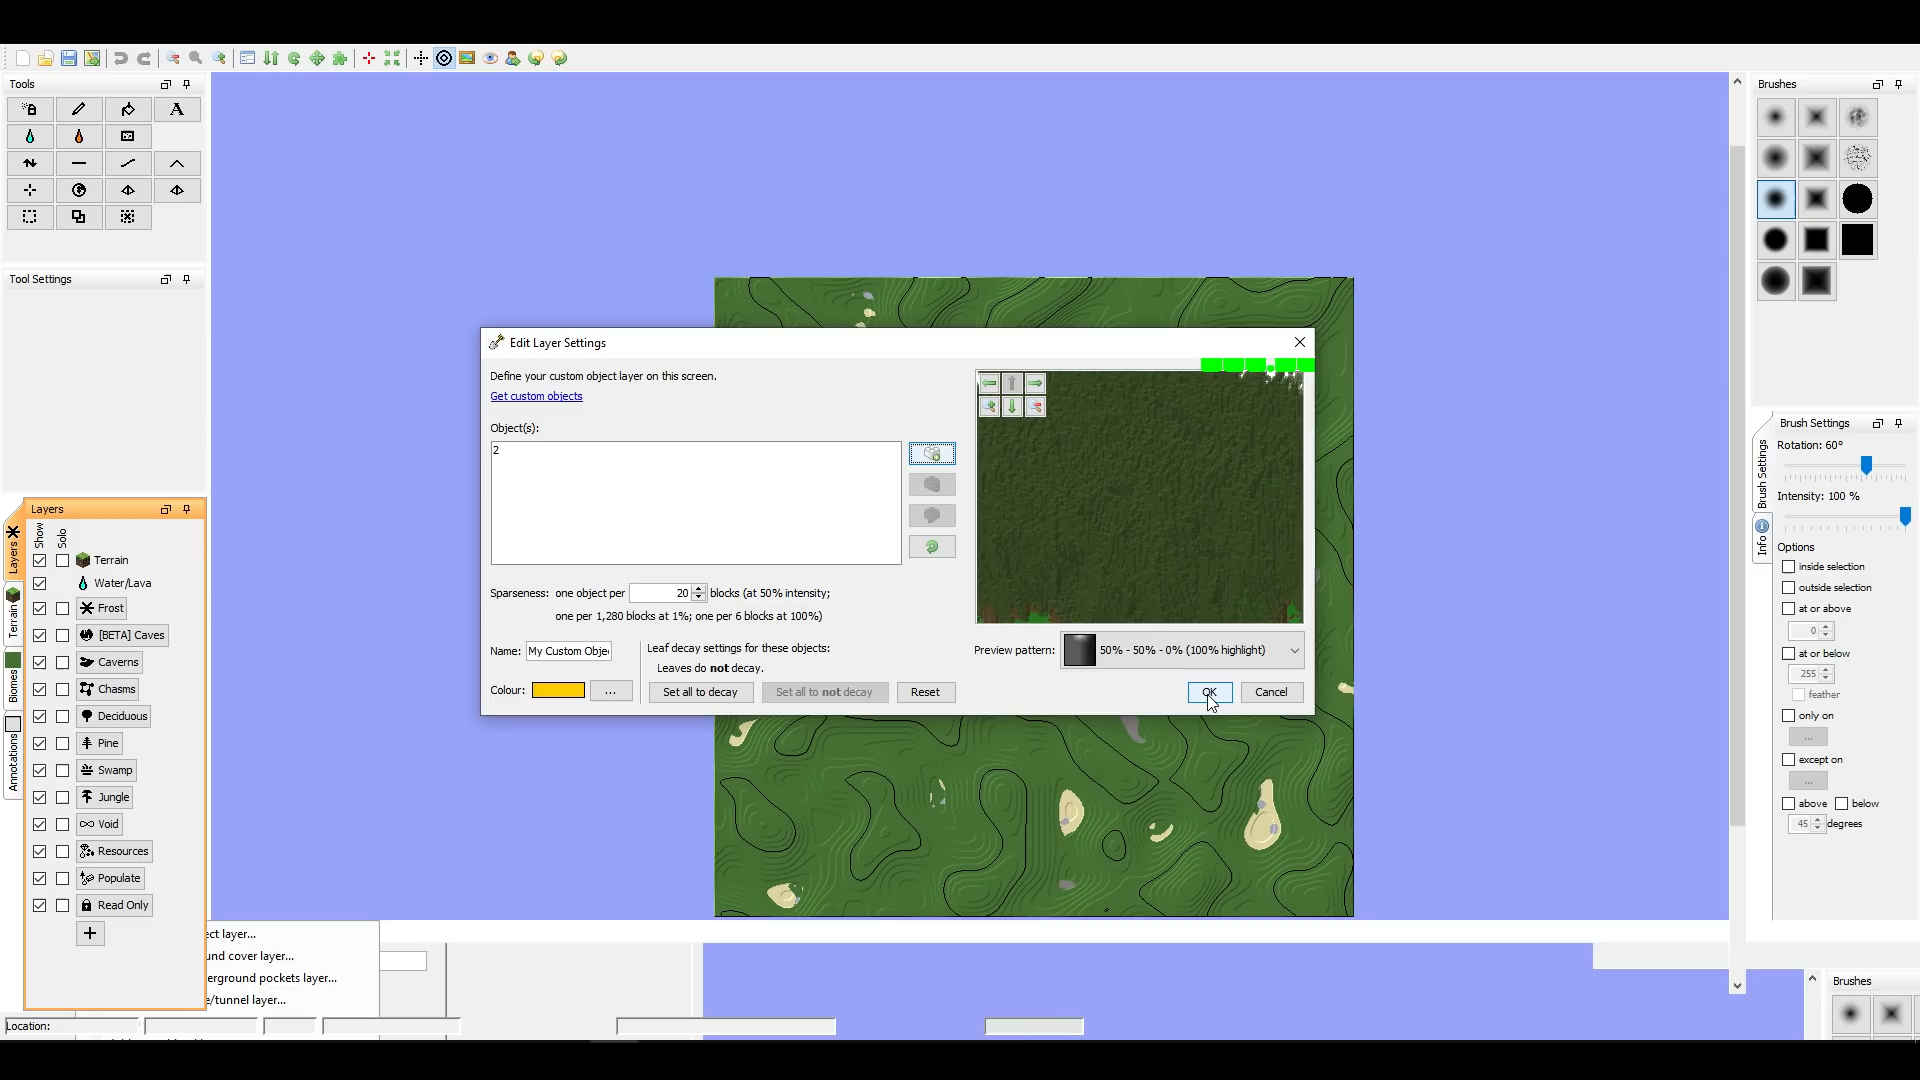 Tools
A
Tool Settings
Layers
Show
Solo
Terrain
Water/Lava
Frost
[BETA] Caves
Caverns
Chasms
Deciduous
Pine
Swamp
Jungle
Void
Resources
Populate
Read Only
Layers
Terrain
Biomes
Annotations
ect layer...
und cover layer...
erground pockets layer...
e/tunnel layer...
Location:
Edit Layer Settings
Define your custom object layer on this screen.
Get custom objects
Object(s):
2
Sparseness: one object per 20 blocks (at 50% intensity;
one per 1,280 blocks at 1%; one per 6 blocks at 100%)
Name: My Custom Obje
Colour: ...
Leaf decay settings for these objects:
Leaves do not decay.
Set all to decay
Set all to not decay
Reset
Preview pattern: 50% - 50% - 0% (100% highlight)
OK
Cancel
Brushes
Brush Settings
Info
Brush Settings
Rotation: 60°
Intensity: 100 %
Options
inside selection
outside selection
at or above
0
at or below
255
feather
only on
...
except on
...
above below
45 degrees
Brushes